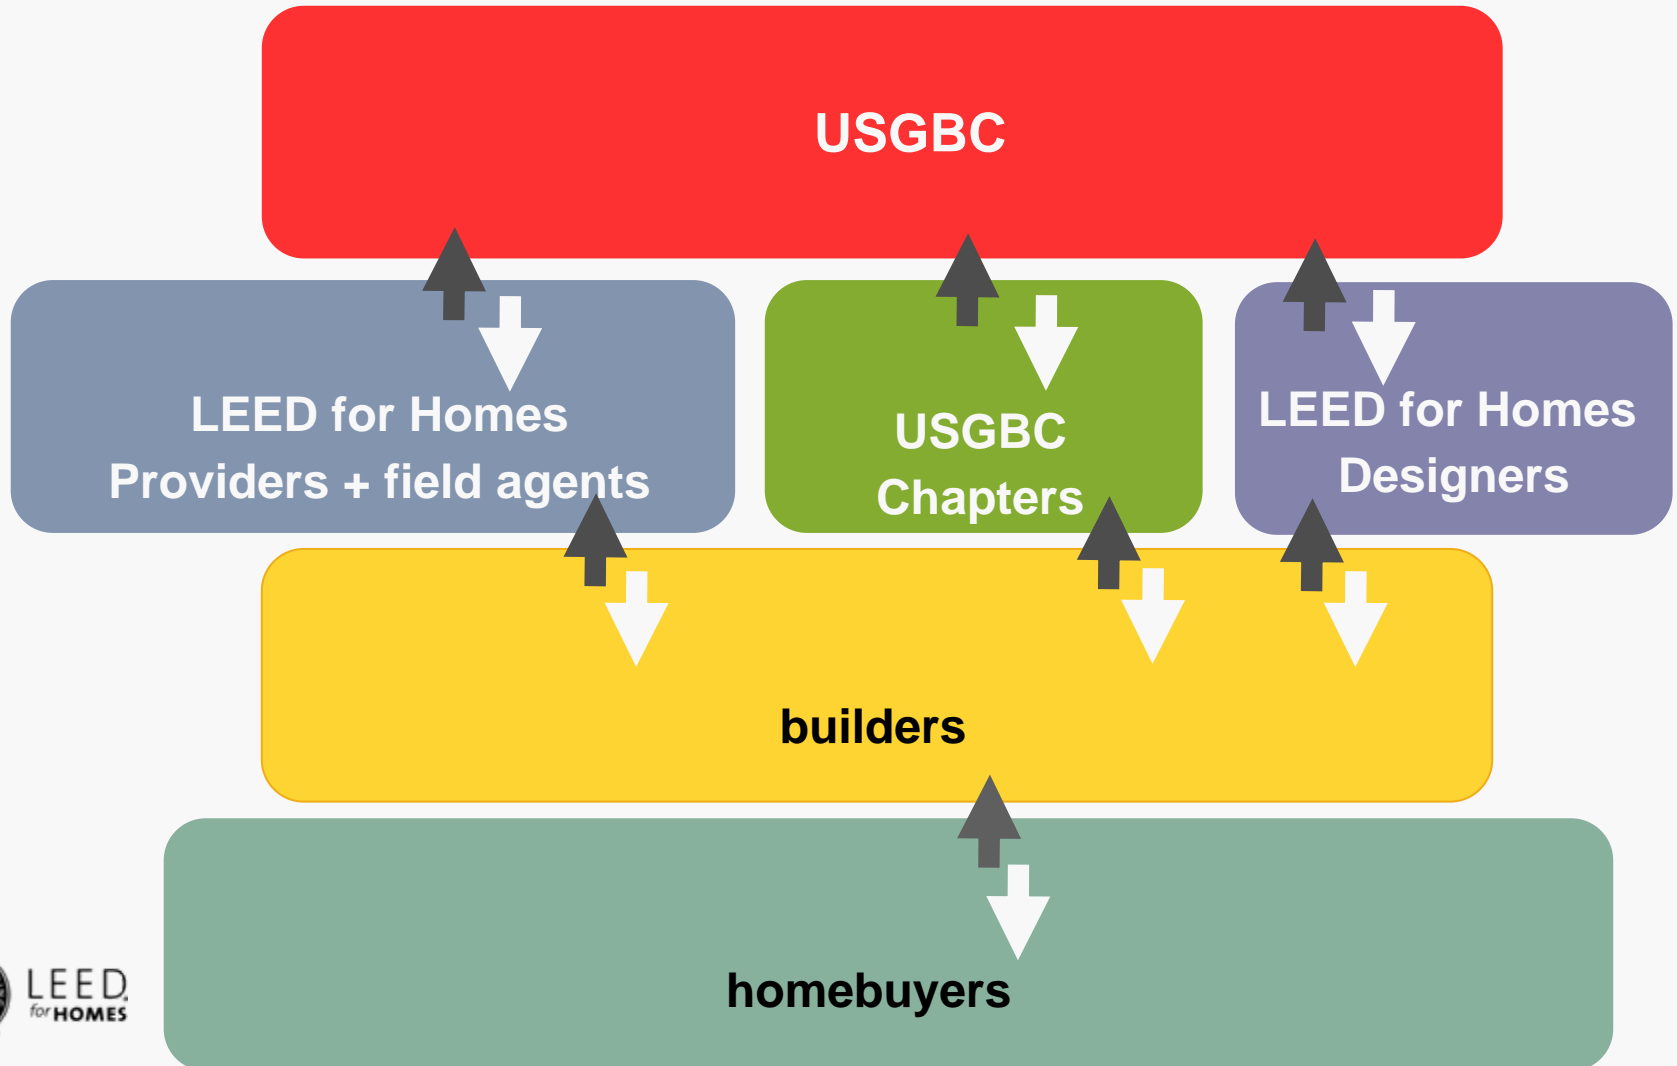 USGBC
LEED for Homes
Providers + field agents
USGBC
Chapters
LEED for Homes
Designers
builders
homebuyers
LEED
for HOMES